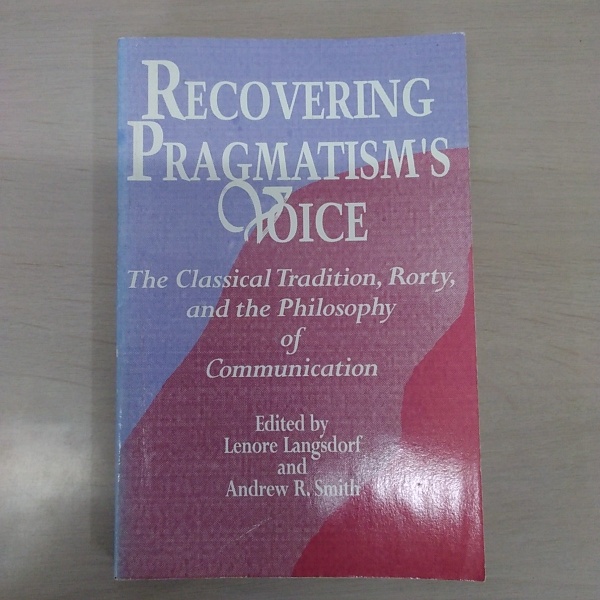 RECOVERING
PRAGMATISM'S
VOICE
The Classical Tradition, Rorty,
and the Philosophy
of
Communication
Edited by
Lenore Langsdorf
and
Andrew R. Smith